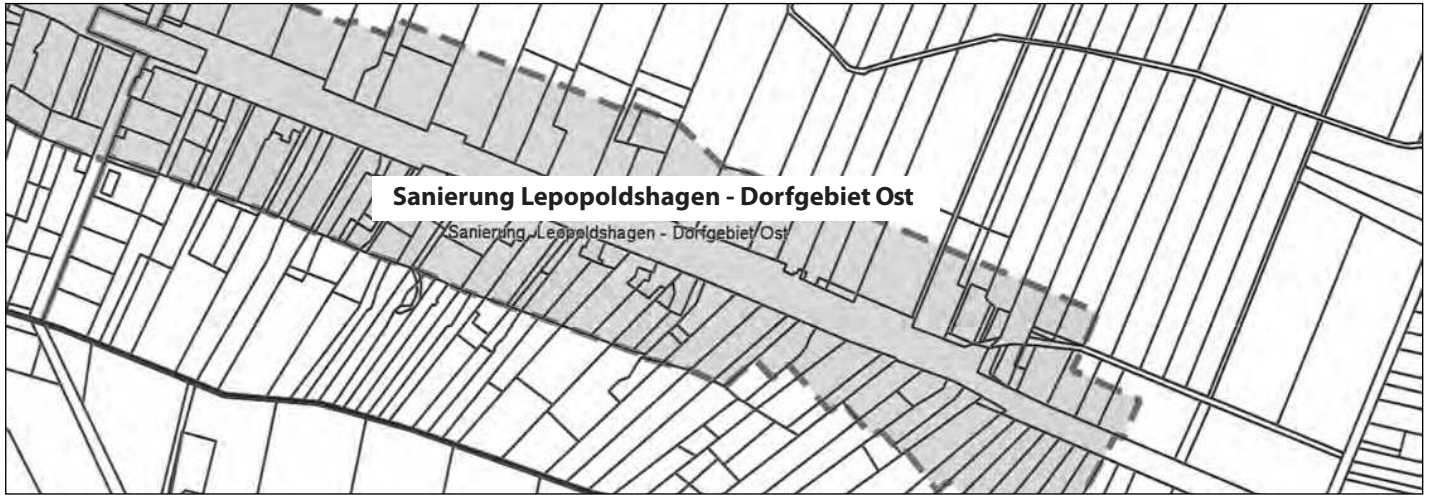 Sanierung Lepopoldshagen - Dorfgebiet Ost
Sanierung Leopoldshagen - Dorfgebiet Ost